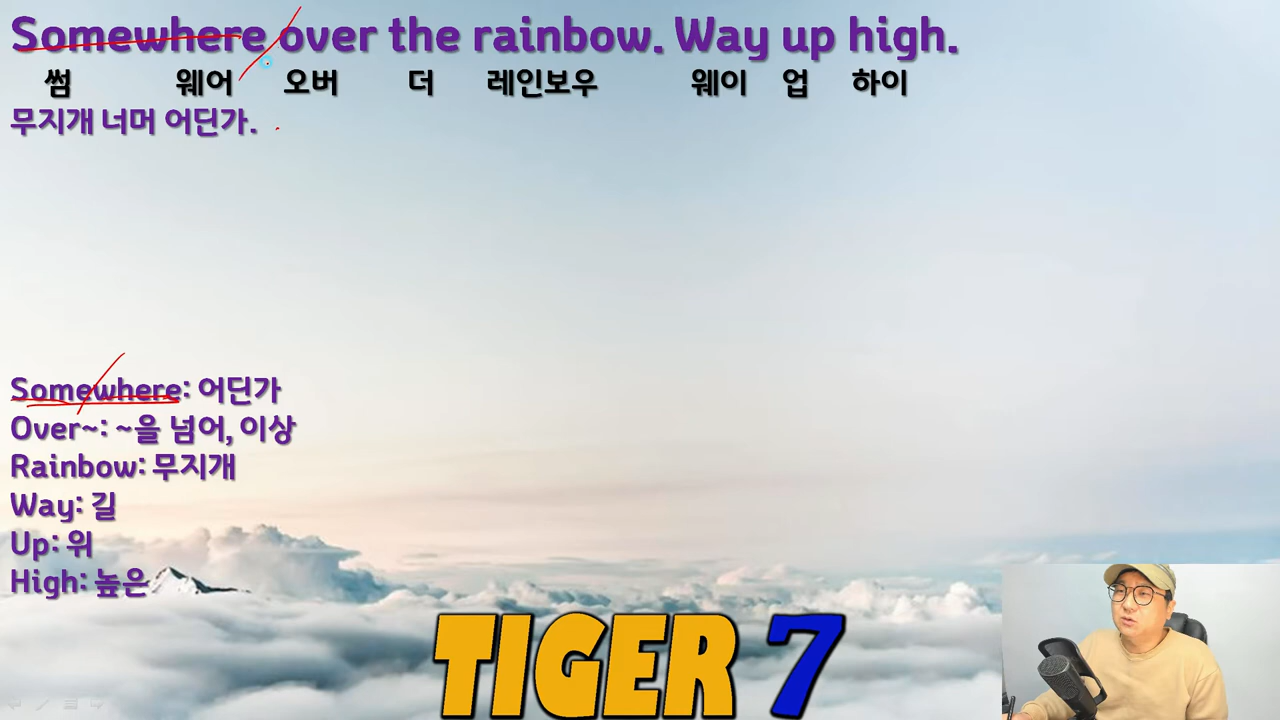 Somewhere over the rainbow. Way up high.
썸 웨어 오버 더 레인보우 웨이 업 하이
무지개 너머 어딘가.
Somewhere: 어딘가
Over~: ~을 넘어, 이상
Rainbow: 무지개
Way: 길
Up: 위
High: 높은
TIGER 7